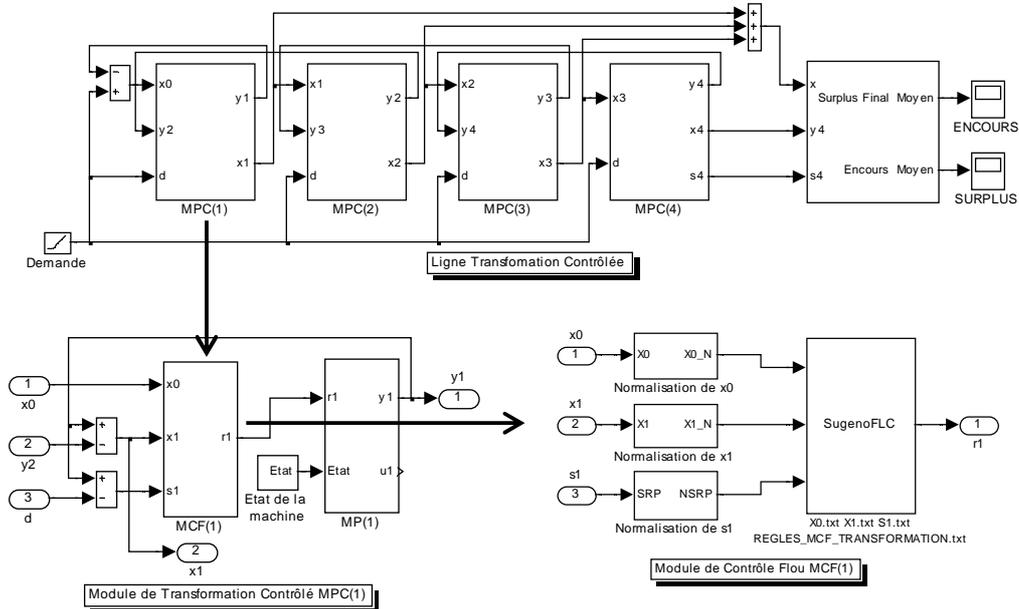 +
+
+
−
+
x0
y2
d
y1
x1
MPC(1)
x1
y3
d
y2
x2
MPC(2)
x2
y4
d
y3
x3
MPC(3)
x3
d
y4
x4
s4
MPC(4)
x
y4
s4
Surplus Final Moyen
Encours Moyen
ENCOURS
SURPLUS
Demande
Ligne Transfomation Contrôlée
1
x0
2
y2
3
d
+
−
+
−
x0
x1
s1
r1
MCF(1)
2
x1
Etat
Etat de la
machine
r1
Etat
y1
u1
MP(1)
y1
1
Module de Transformation Contrôlé MPC(1)
x0
1
X0
X0_N
Normalisation de x0
x1
2
X1
X1_N
Normalisation de x1
s1
3
SRP
NSRP
Normalisation de s1
SugenoFLC
1
r1
X0.txt X1.txt S1.txt
REGLES_MCF_TRANSFORMATION.txt
Module de Contrôle Flou MCF(1)